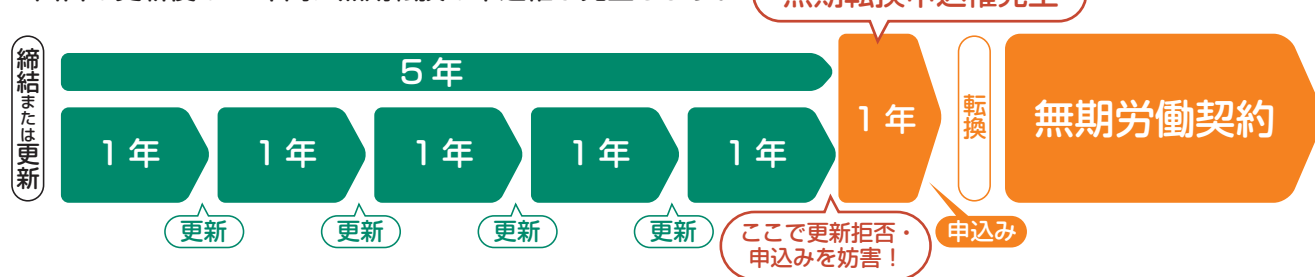 無期転換申込権発生
締結または更新
5年
1年
1年
1年
1年
1年
1年
転換
無期労働契約
更新
更新
更新
更新
ここで更新拒否・
申込みを妨害！
申込み